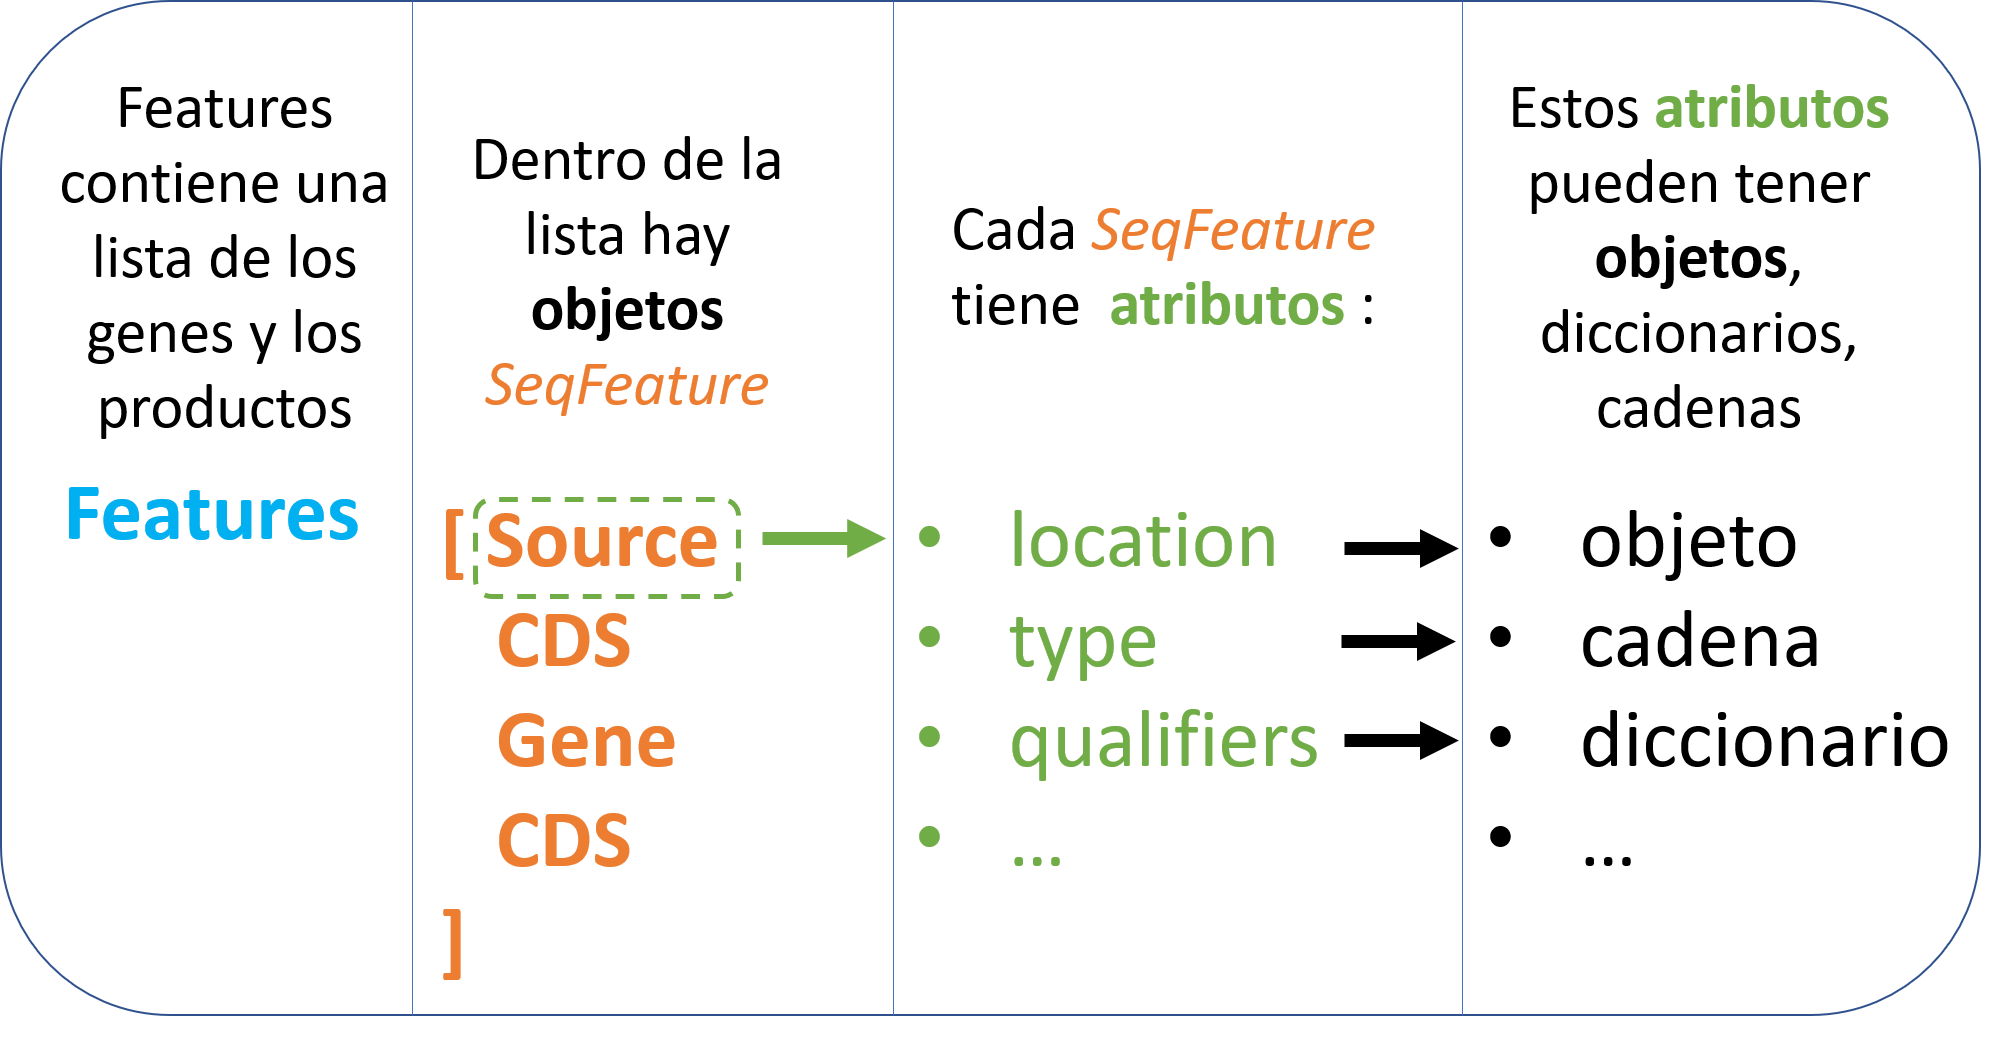 Features
contiene una
lista de los
genes y los
productos
Features
Dentro de la
lista hay
objetos
SeqFeature
[ Source
CDS
Gene
CDS
]
Cada SeqFeature
tiene atributos :
• location
• type
• qualifiers
• ...
Estos atributos
pueden tener
objetos,
diccionarios,
cadenas
• objeto
• cadena
• diccionario
• ...